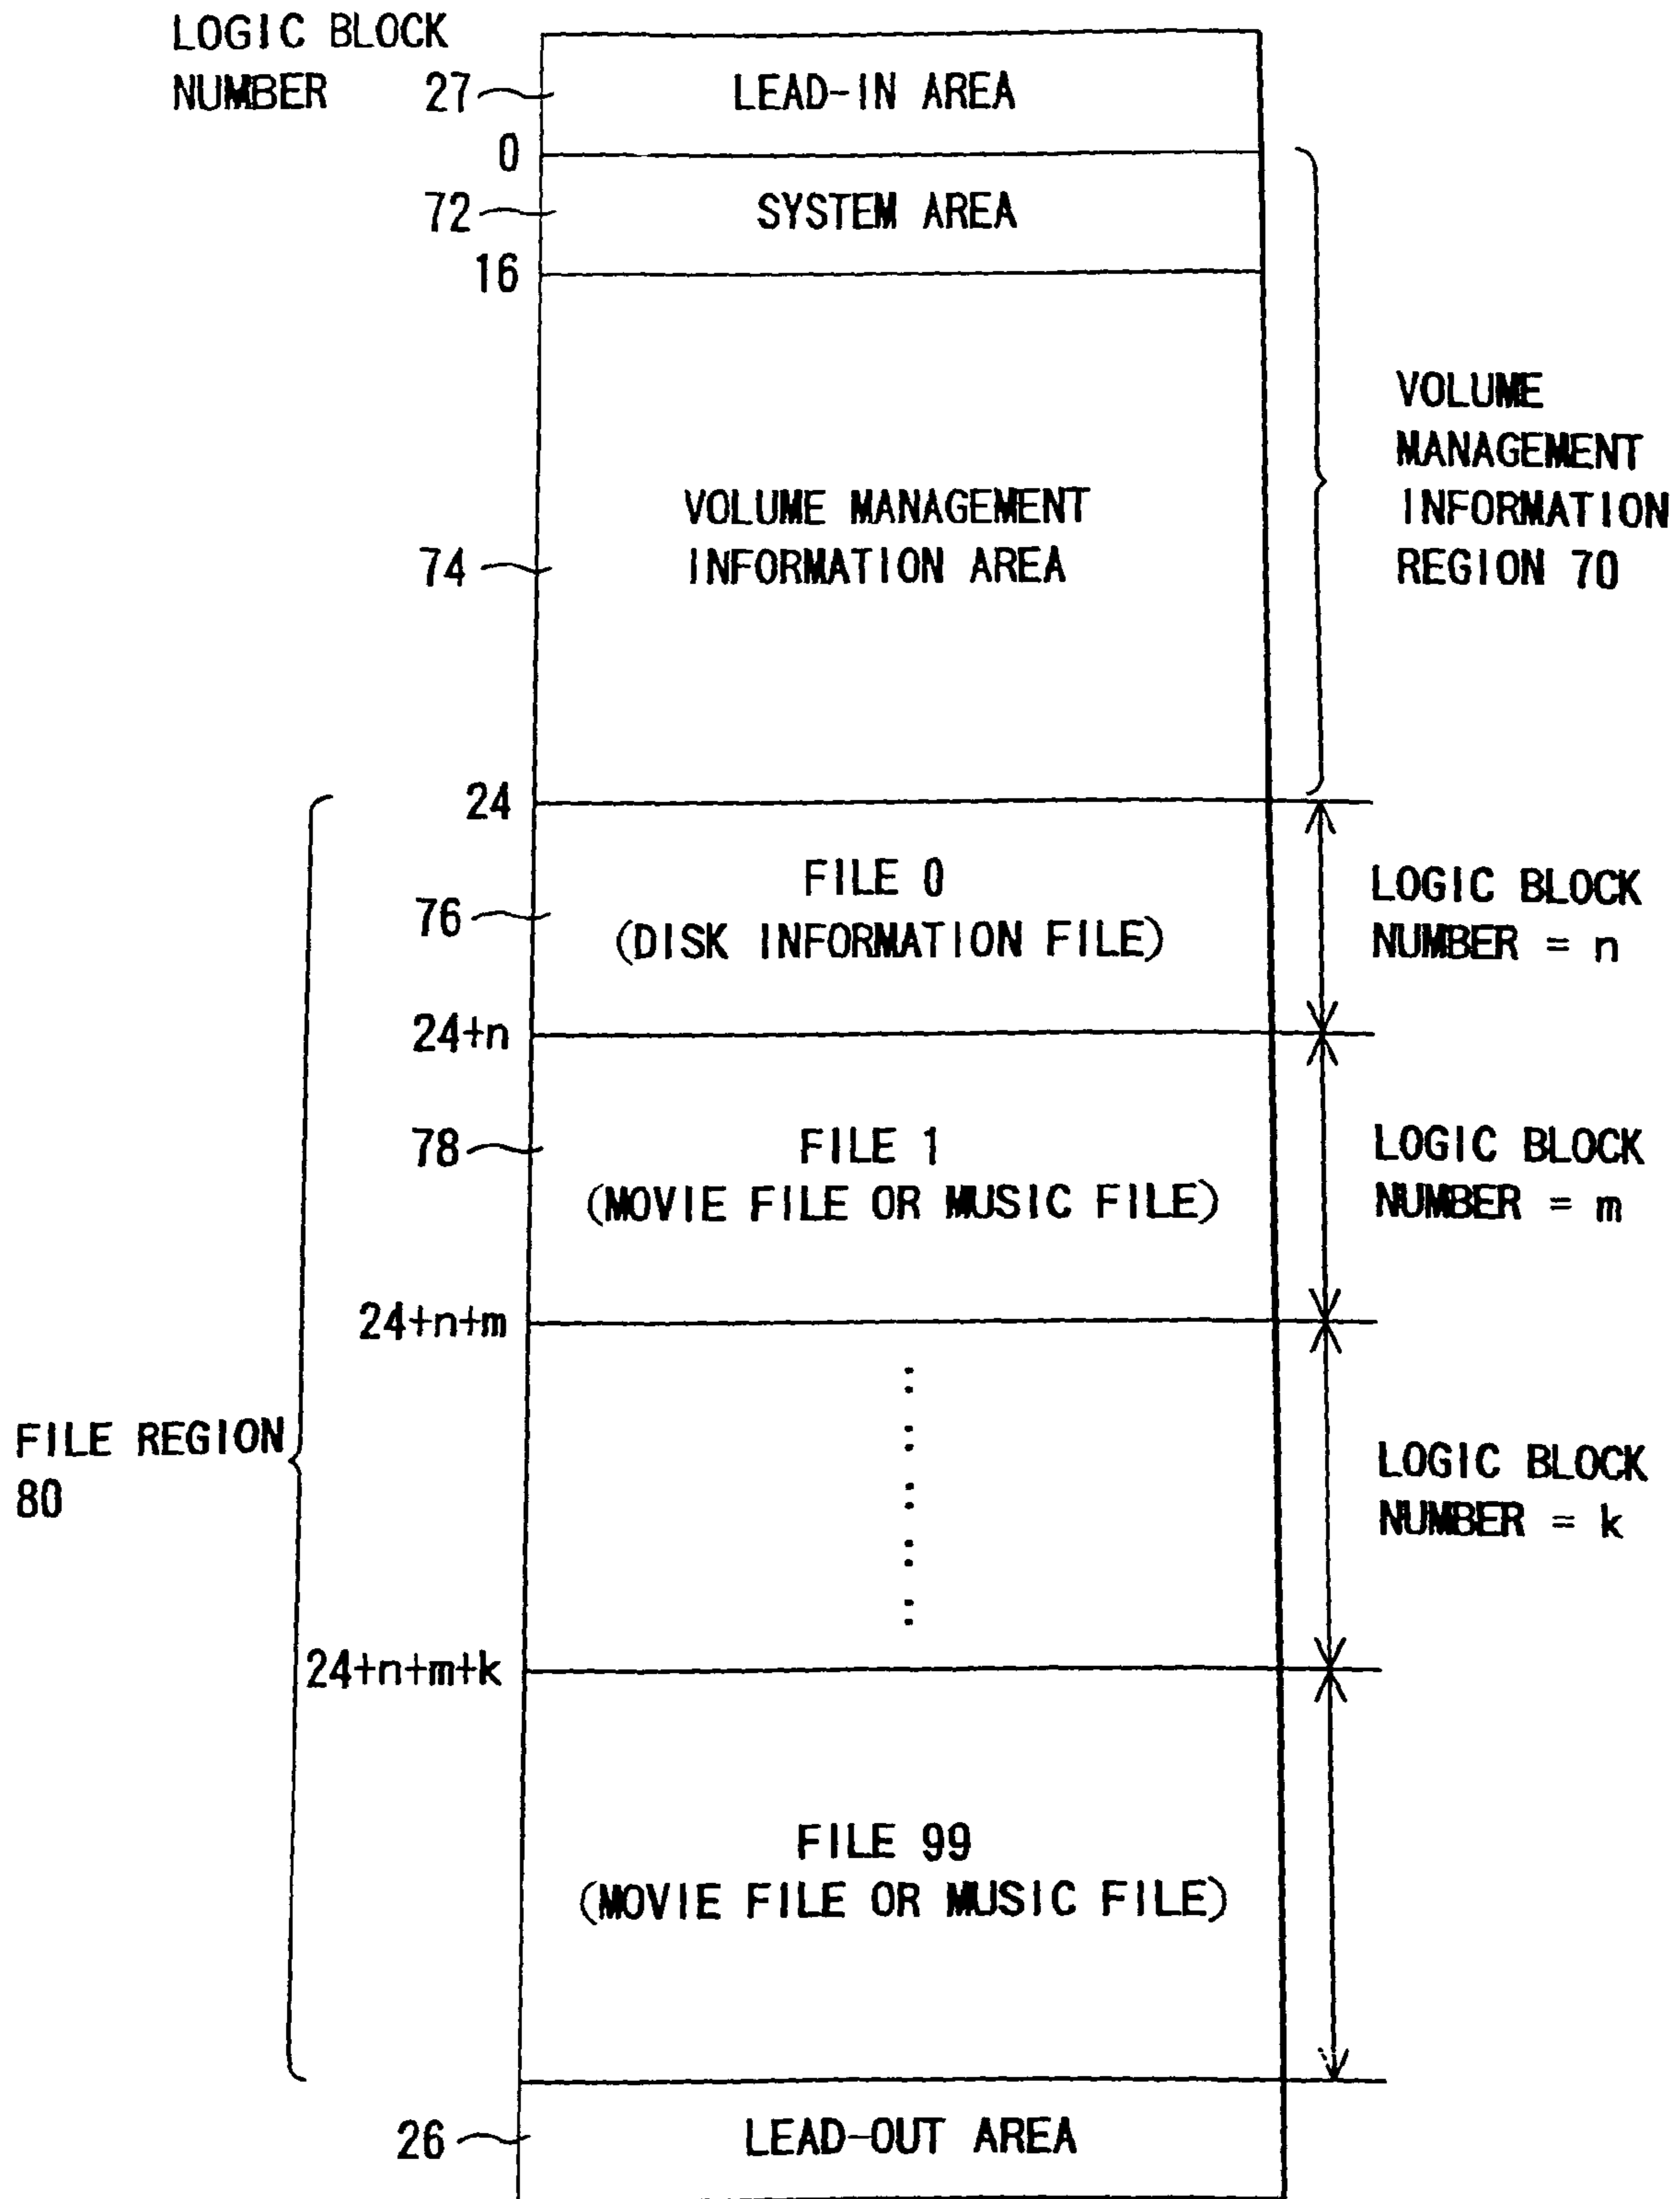 LOGIC BLOCK
NUMBER
27
LEAD-IN AREA
0
72
SYSTEM AREA
16
VOLUME
MANAGEMENT
INFORMATION
REGION 70
VOLUME MANAGEMENT
INFORMATION AREA
74
24
FILE 0
(DISK INFORMATION FILE)
76
LOGIC BLOCK
NUMBER = n
24+n
78
FILE 1
(MOVIE FILE OR MUSIC FILE)
LOGIC BLOCK
NUMBER = m
24+n+m
FILE REGION
80
LOGIC BLOCK
NUMBER = k
24+n+m+k
FILE 99
(MOVIE FILE OR MUSIC FILE)
26
LEAD-OUT AREA